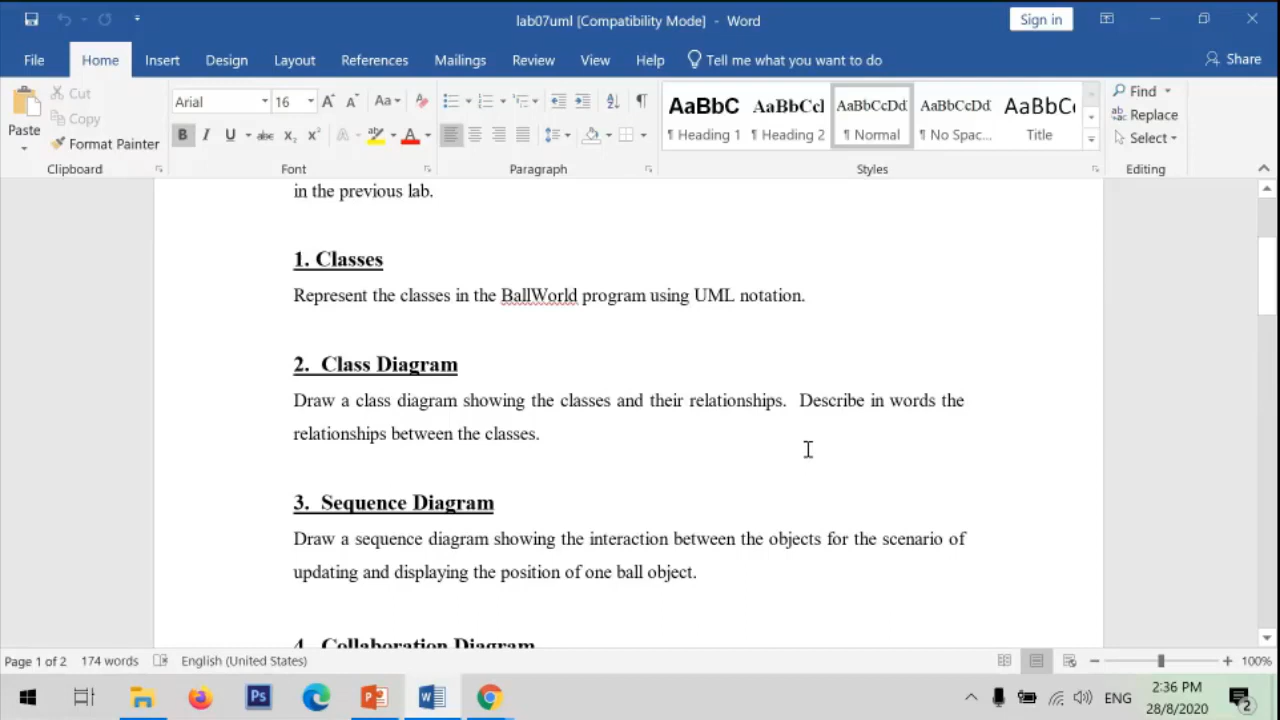 lab07uml [Compatibility Mode] - Word
Sign in
File Home Insert Design Layout References Mailings Review View Help Tell me what you want to do Share
Paste
Cut
Copy
Format Painter
Clipboard
Arial 16
Font
Paragraph
AaBbC AaBbCcl AaBbCcDd AaBbCcDd AaBbCc
¶ Heading 1 ¶ Heading 2 ¶ Normal ¶ No Spac... Title
Styles
Find
Replace
Select
Editing
in the previous lab.
1. Classes
Represent the classes in the BallWorld program using UML notation.
2. Class Diagram
Draw a class diagram showing the classes and their relationships. Describe in words the
relationships between the classes.
3. Sequence Diagram
Draw a sequence diagram showing the interaction between the objects for the scenario of
updating and displaying the position of one ball object.
4. Collaboration Diagram
Page 1 of 2 174 words English (United States) 100%
ENG 2:36 PM
28/8/2020 2